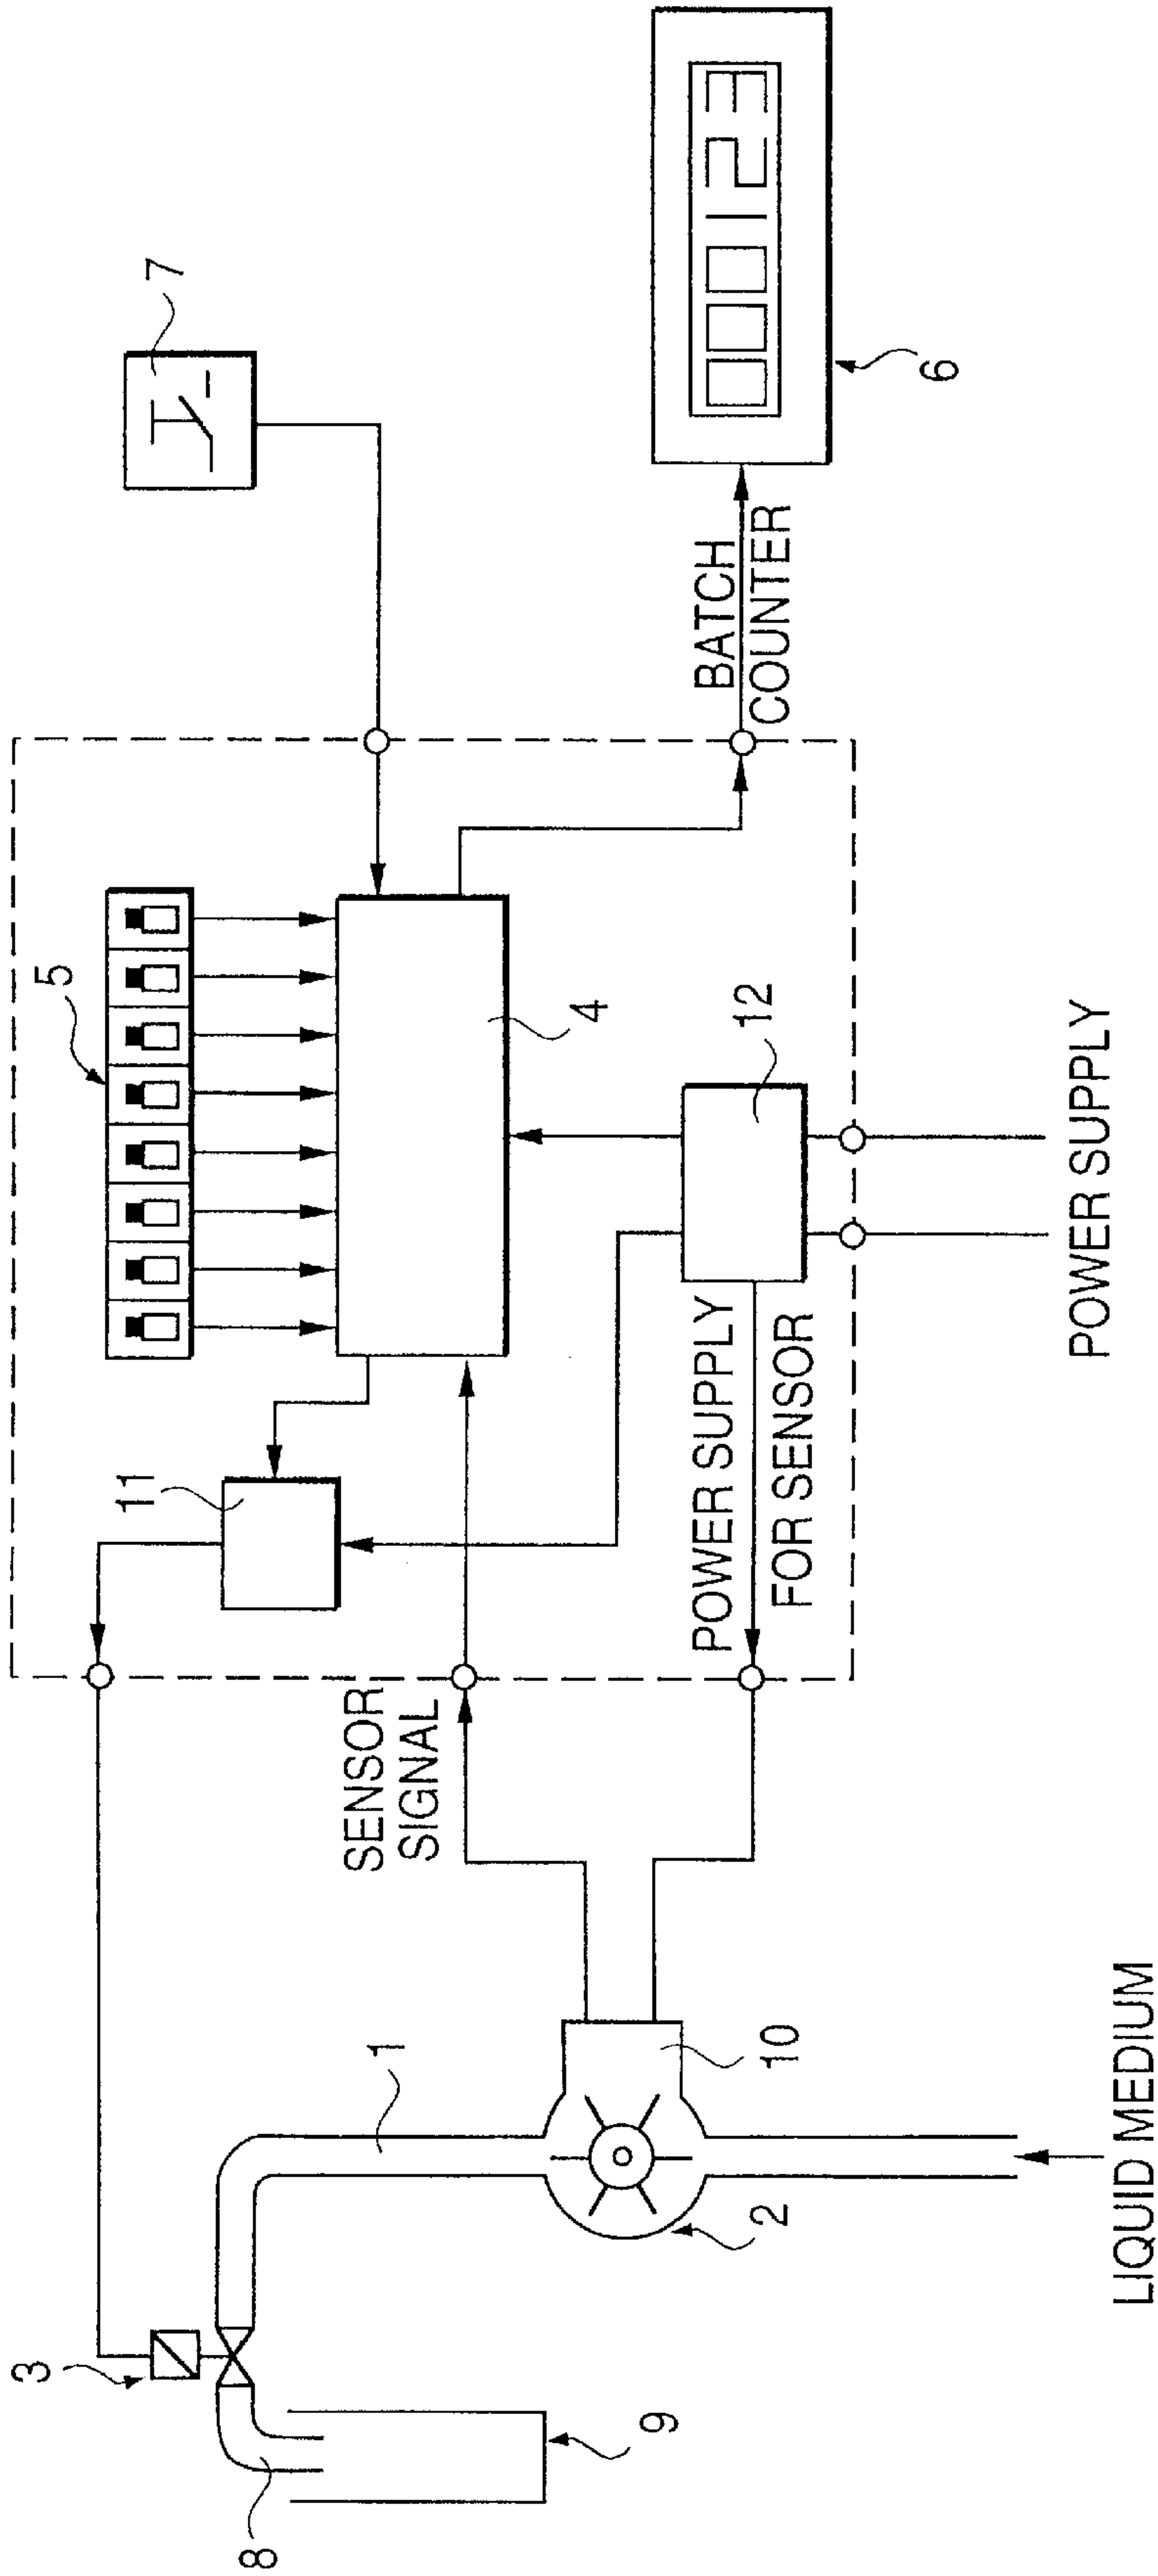 5
7
3
11
4
1
SENSOR
SIGNAL
8
9
2
10
12
POWER SUPPLY
FOR SENSOR
BATCH
COUNTER
000123
6
LIQUID MEDIUM
POWER SUPPLY